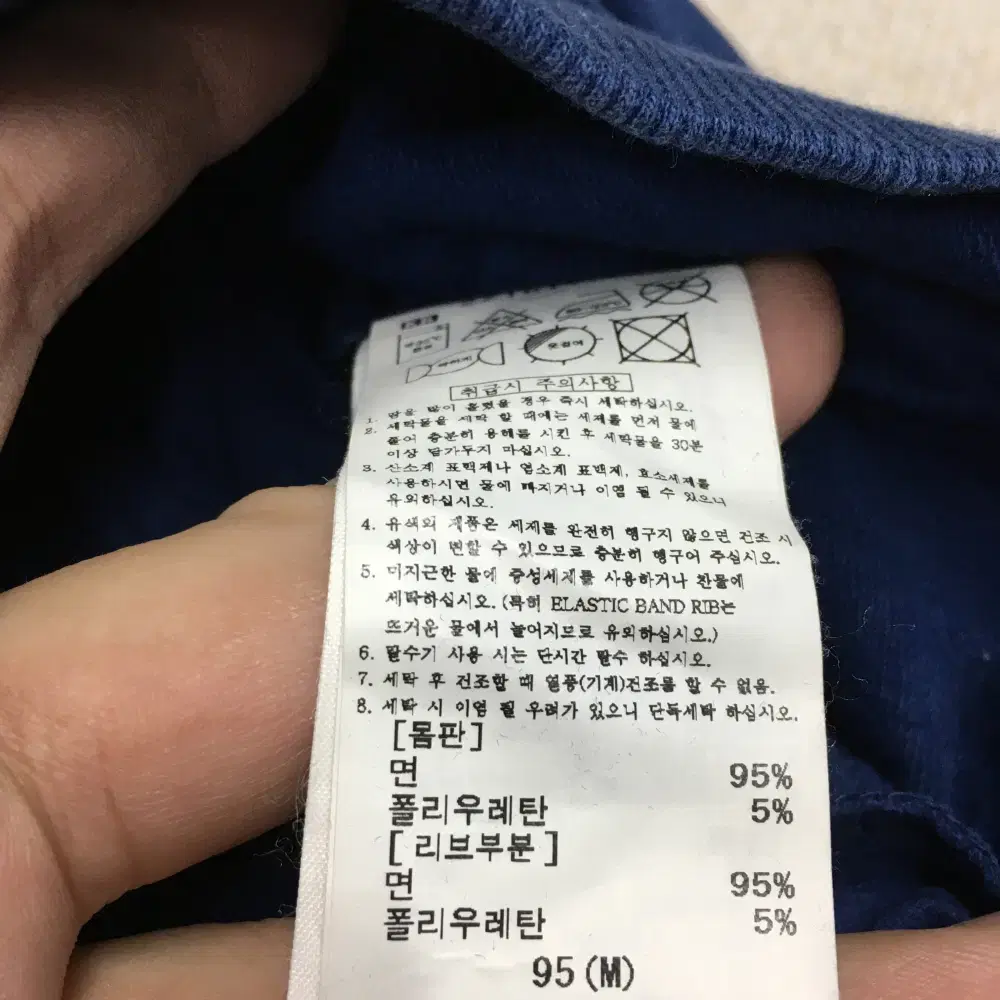 옷걸이
취급시 주의사항
1. 땀을 많이 흘렸을 경우 즉시 세탁하십시오.
2. 세탁물을 세탁 할 때에는 세제를 먼저 물에
풀어 충분히 용해를 시킨 후 세탁물을 30분
이상 담가두지 마십시오.
3. 산소계 표백제나 염소계 표백제, 효소세제를
사용하시면 물에 빠지거나 이염 될 수 있으니
유의하십시오.
4. 유색의 제품은 세제를 완전히 헹구지 않으면 건조 시
색상이 변할 수 있으므로 충분히 헹구어 주십시오.
5. 미지근한 물에 중성세제를 사용하거나 찬물에
세탁하십시오. (특히 ELASTIC BAND RIB는
뜨거운 물에서 늘어지므로 유의하십시오.)
6. 탈수기 사용 시는 단시간 탈수 하십시오.
7. 세탁 후 건조할 때 열풍(기계)건조를 할 수 없음.
8. 세탁 시 이염 될 우려가 있으니 단독세탁 하십시오.
[몸판]
면 95%
폴리우레탄 5%
[리브부분]
면 95%
폴리우레탄 5%
95(M)